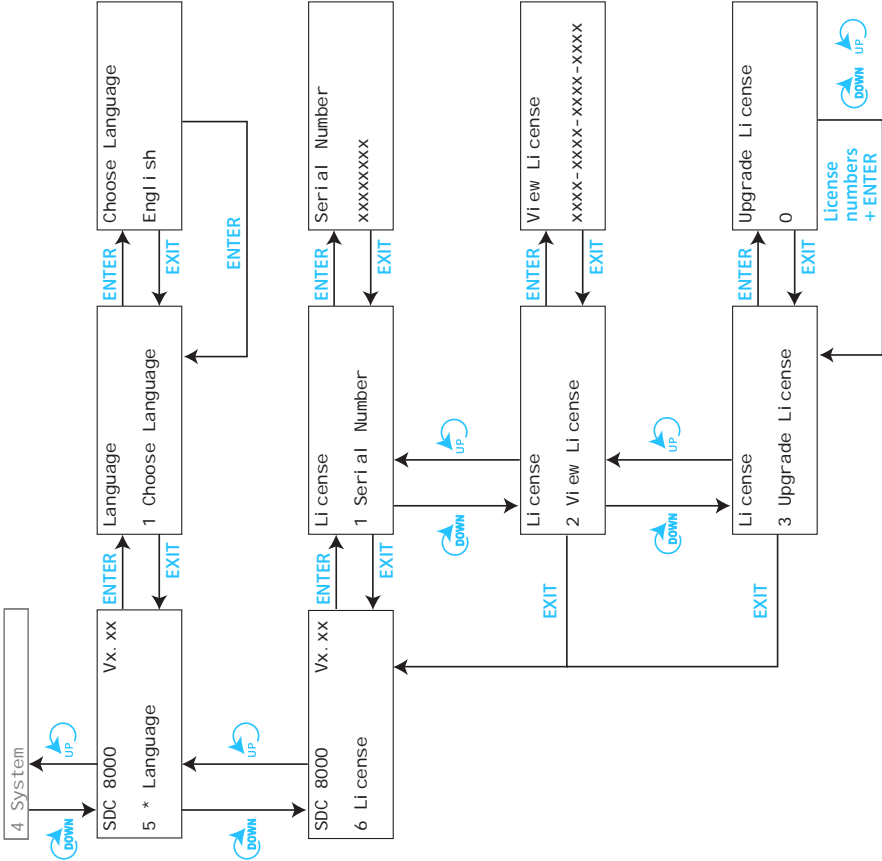 4 System
DOWN
UP
SDC 8000 Vx.xx
5 * Language
ENTER
EXIT
Language
1 Choose Language
ENTER
EXIT
Choose Language
English
ENTER
DOWN
UP
SDC 8000 Vx.xx
6 License
ENTER
EXIT
License
1 Serial Number
ENTER
EXIT
Serial Number
xxxxxxxx
DOWN
UP
EXIT
License
2 View License
ENTER
EXIT
View License
xxxx-xxxx-xxxx-xxxx
DOWN
UP
EXIT
License
3 Upgrade License
ENTER
EXIT
Upgrade License
0
License
numbers
+ ENTER
DOWN
UP